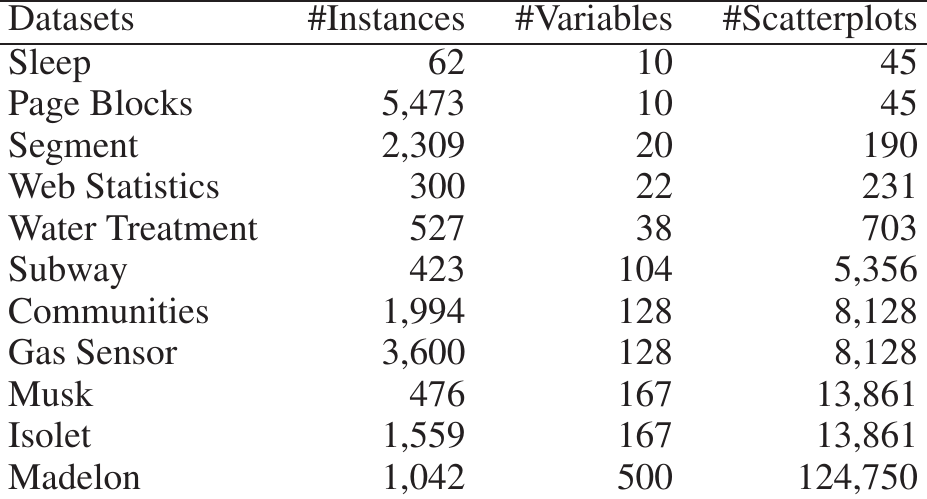 Datasets #Instances #Variables #Scatterplots
Sleep 62 10 45
Page Blocks 5,473 10 45
Segment 2,309 20 190
Web Statistics 300 22 231
Water Treatment 527 38 703
Subway 423 104 5,356
Communities 1,994 128 8,128
Gas Sensor 3,600 128 8,128
Musk 476 167 13,861
Isolet 1,559 167 13,861
Madelon 1,042 500 124,750